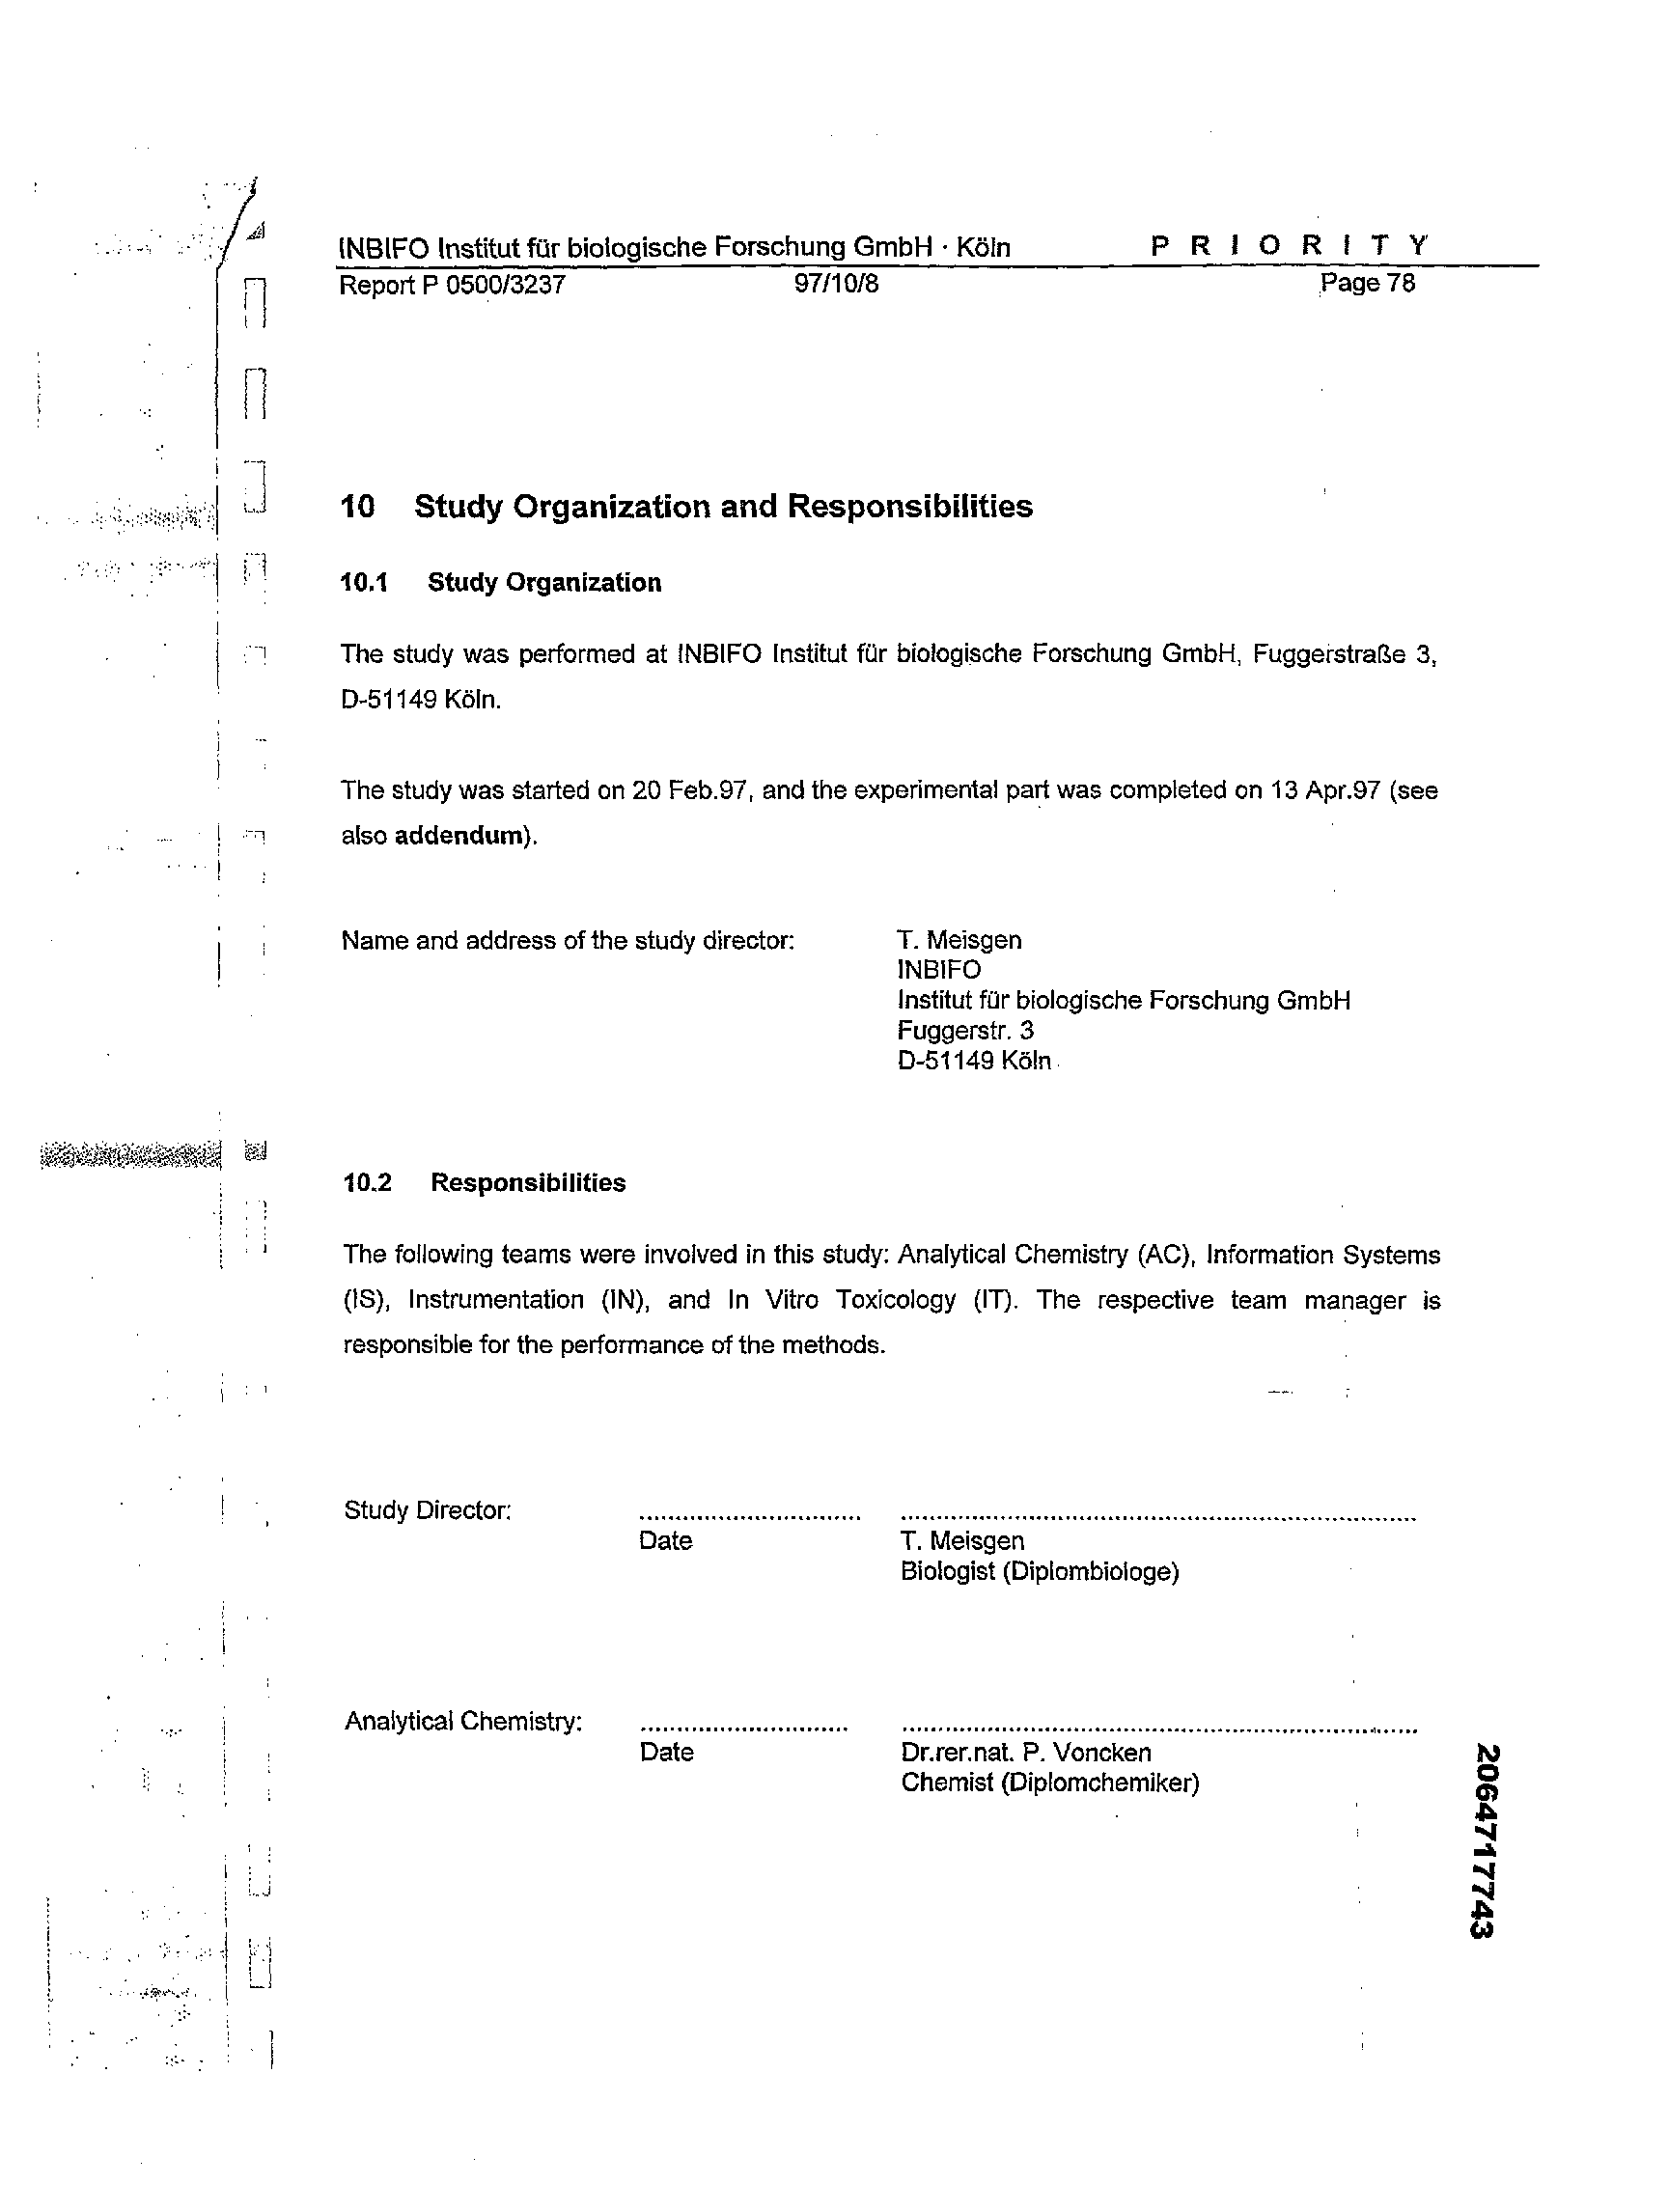 INBIFO Institut für biologische Forschung GmbH · Köln P R I O R I T Y
Report P 0500/3237 97/10/8 Page 78
10 Study Organization and Responsibilities
10.1 Study Organization
The study was performed at INBIFO Institut für biologische Forschung GmbH, Fuggerstraße 3,
D-51149 Köln.
The study was started on 20 Feb.97, and the experimental part was completed on 13 Apr.97 (see
also addendum).
Name and address of the study director: T. Meisgen
INBIFO
Institut für biologische Forschung GmbH
Fuggerstr. 3
D-51149 Köln
10.2 Responsibilities
The following teams were involved in this study: Analytical Chemistry (AC), Information Systems
(IS), Instrumentation (IN), and In Vitro Toxicology (IT). The respective team manager is
responsible for the performance of the methods.
Study Director: ........................... ...............................................................
Date T. Meisgen
Biologist (Diplombiologe)
Analytical Chemistry: ........................... ...............................................................
Date Dr.rer.nat. P. Voncken
Chemist (Diplomchemiker)
2064717743